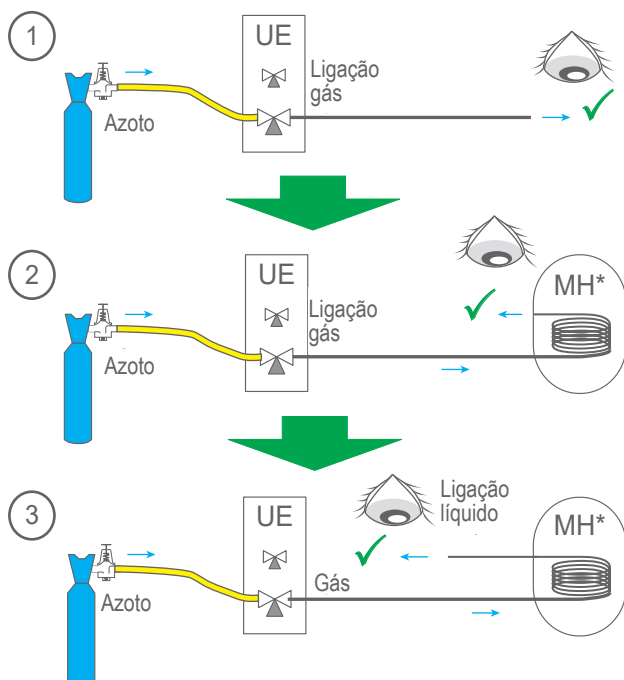 1
UE
Ligação
gás
Azoto
2
UE
MH*
Ligação
gás
Azoto
3
Ligação
líquido
UE
MH*
Gás
Azoto